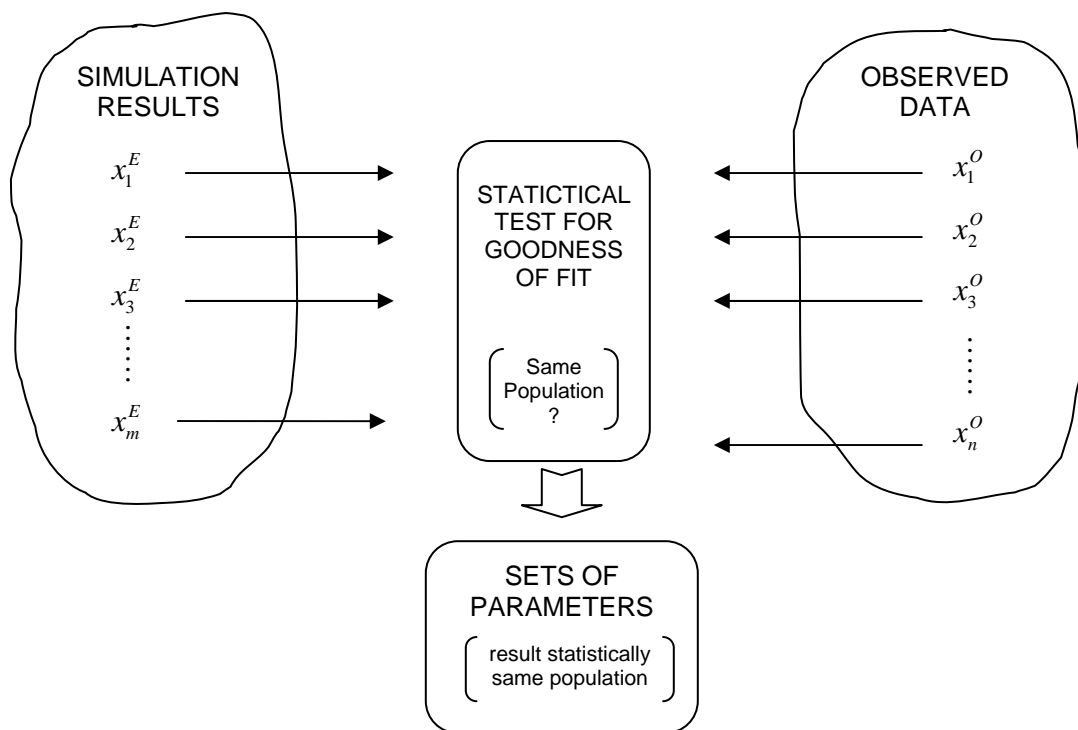 SIMULATION
RESULTS
x_1^E
x_2^E
x_3^E
x_m^E
STATICTICAL
TEST FOR
GOODNESS
OF FIT
Same
Population
?
OBSERVED
DATA
x_1^O
x_2^O
x_3^O
x_n^O
SETS OF
PARAMETERS
result statistically
same population